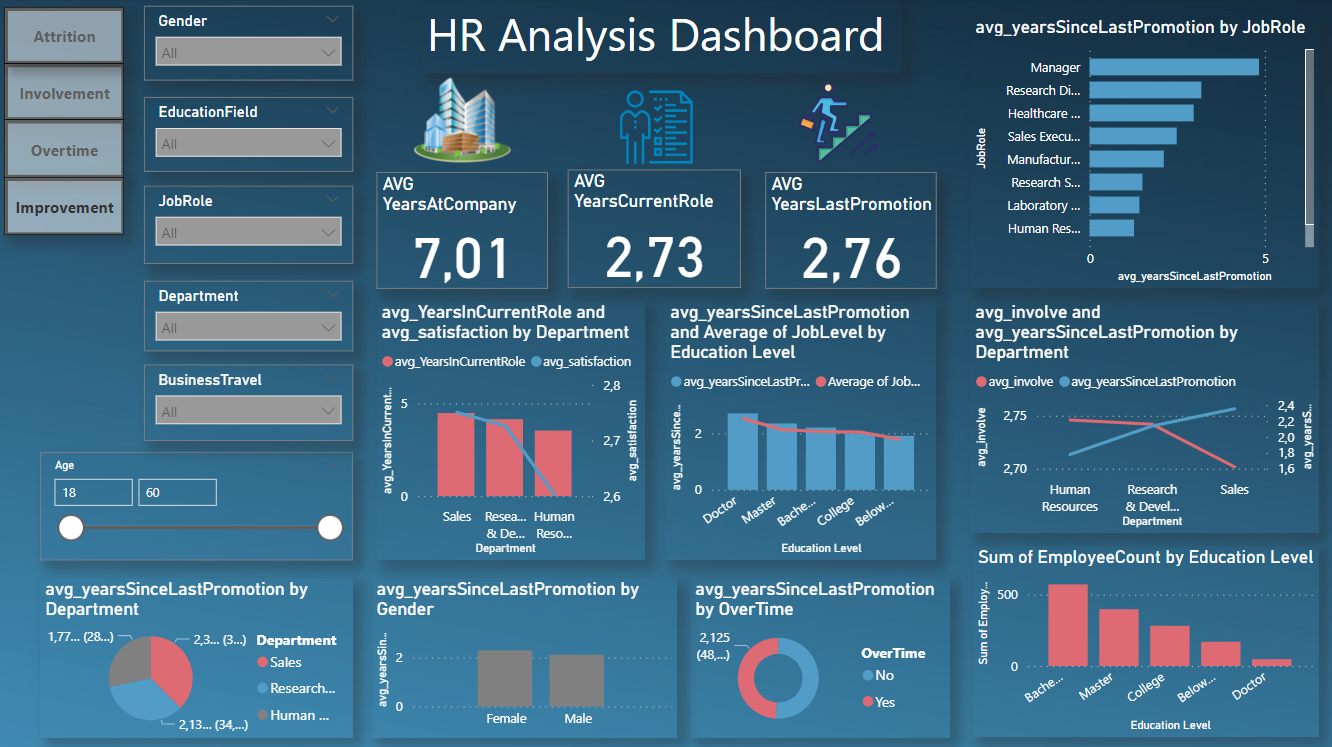 Attrition
Involvement
Overtime
Improvement
Gender
All
EducationField
All
JobRole
All
Department
All
BusinessTravel
All
Age
18
60
HR Analysis Dashboard
AVG
YearsAtCompany
7,01
AVG
YearsCurrentRole
2,73
AVG
YearsLastPromotion
2,76
avg_yearsSinceLastPromotion by JobRole
JobRole
Manager
Research Di...
Healthcare ...
Sales Execu...
Manufactur...
Research S...
Laboratory ...
Human Res...
0
5
avg_yearsSinceLastPromotion
avg_YearsInCurrentRole and
avg_satisfaction by Department
avg_YearsInCurrentRole
avg_satisfaction
avg_YearsInCurrent...
5
0
2,8
2,7
2,6
avg_satisfaction
Sales
Resea...
& De...
Human
Reso...
Department
avg_yearsSinceLastPromotion
and Average of JobLevel by
Education Level
avg_yearsSinceLastPr...
Average of Job...
avg_yearsSince...
2
0
Doctor
Master
Bache...
College
Below...
Education Level
avg_involve and
avg_yearsSinceLastPromotion by
Department
avg_involve
avg_yearsSinceLastPromotion
avg_involve
2,75
2,70
2,4
2,2
2,0
1,8
1,6
avg_yearsS...
Human
Resources
Research
& Devel...
Sales
Department
avg_yearsSinceLastPromotion by
Department
1,77... (28...)
2,3... (3...)
2,13... (34,...)
Department
Sales
Research...
Human ...
avg_yearsSinceLastPromotion by
Gender
avg_yearsSin...
2
0
Female
Male
avg_yearsSinceLastPromotion
by OverTime
2,125
(48,...)
OverTime
No
Yes
Sum of EmployeeCount by Education Level
Sum of Employ...
500
0
Bache...
Master
College
Below...
Doctor
Education Level